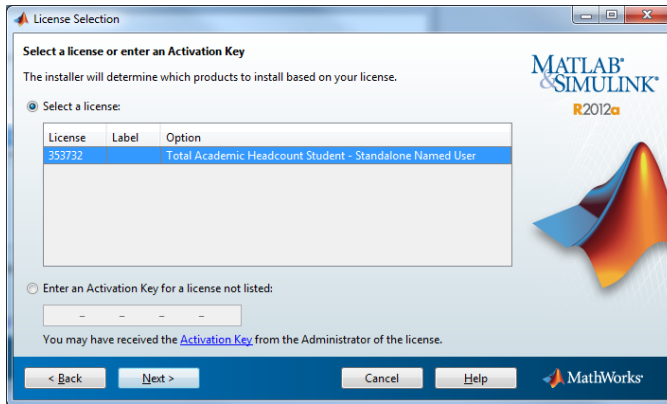 License Selection
Select a license or enter an Activation Key
The installer will determine which products to install based on your license.
MATLAB®
&SIMULINK®
R2012a
Select a license:
License Label Option
353732 Total Academic Headcount Student - Standalone Named User
Enter an Activation Key for a license not listed:
- - - -
You may have received the Activation Key from the Administrator of the license.
< Back Next > Cancel Help MathWorks®